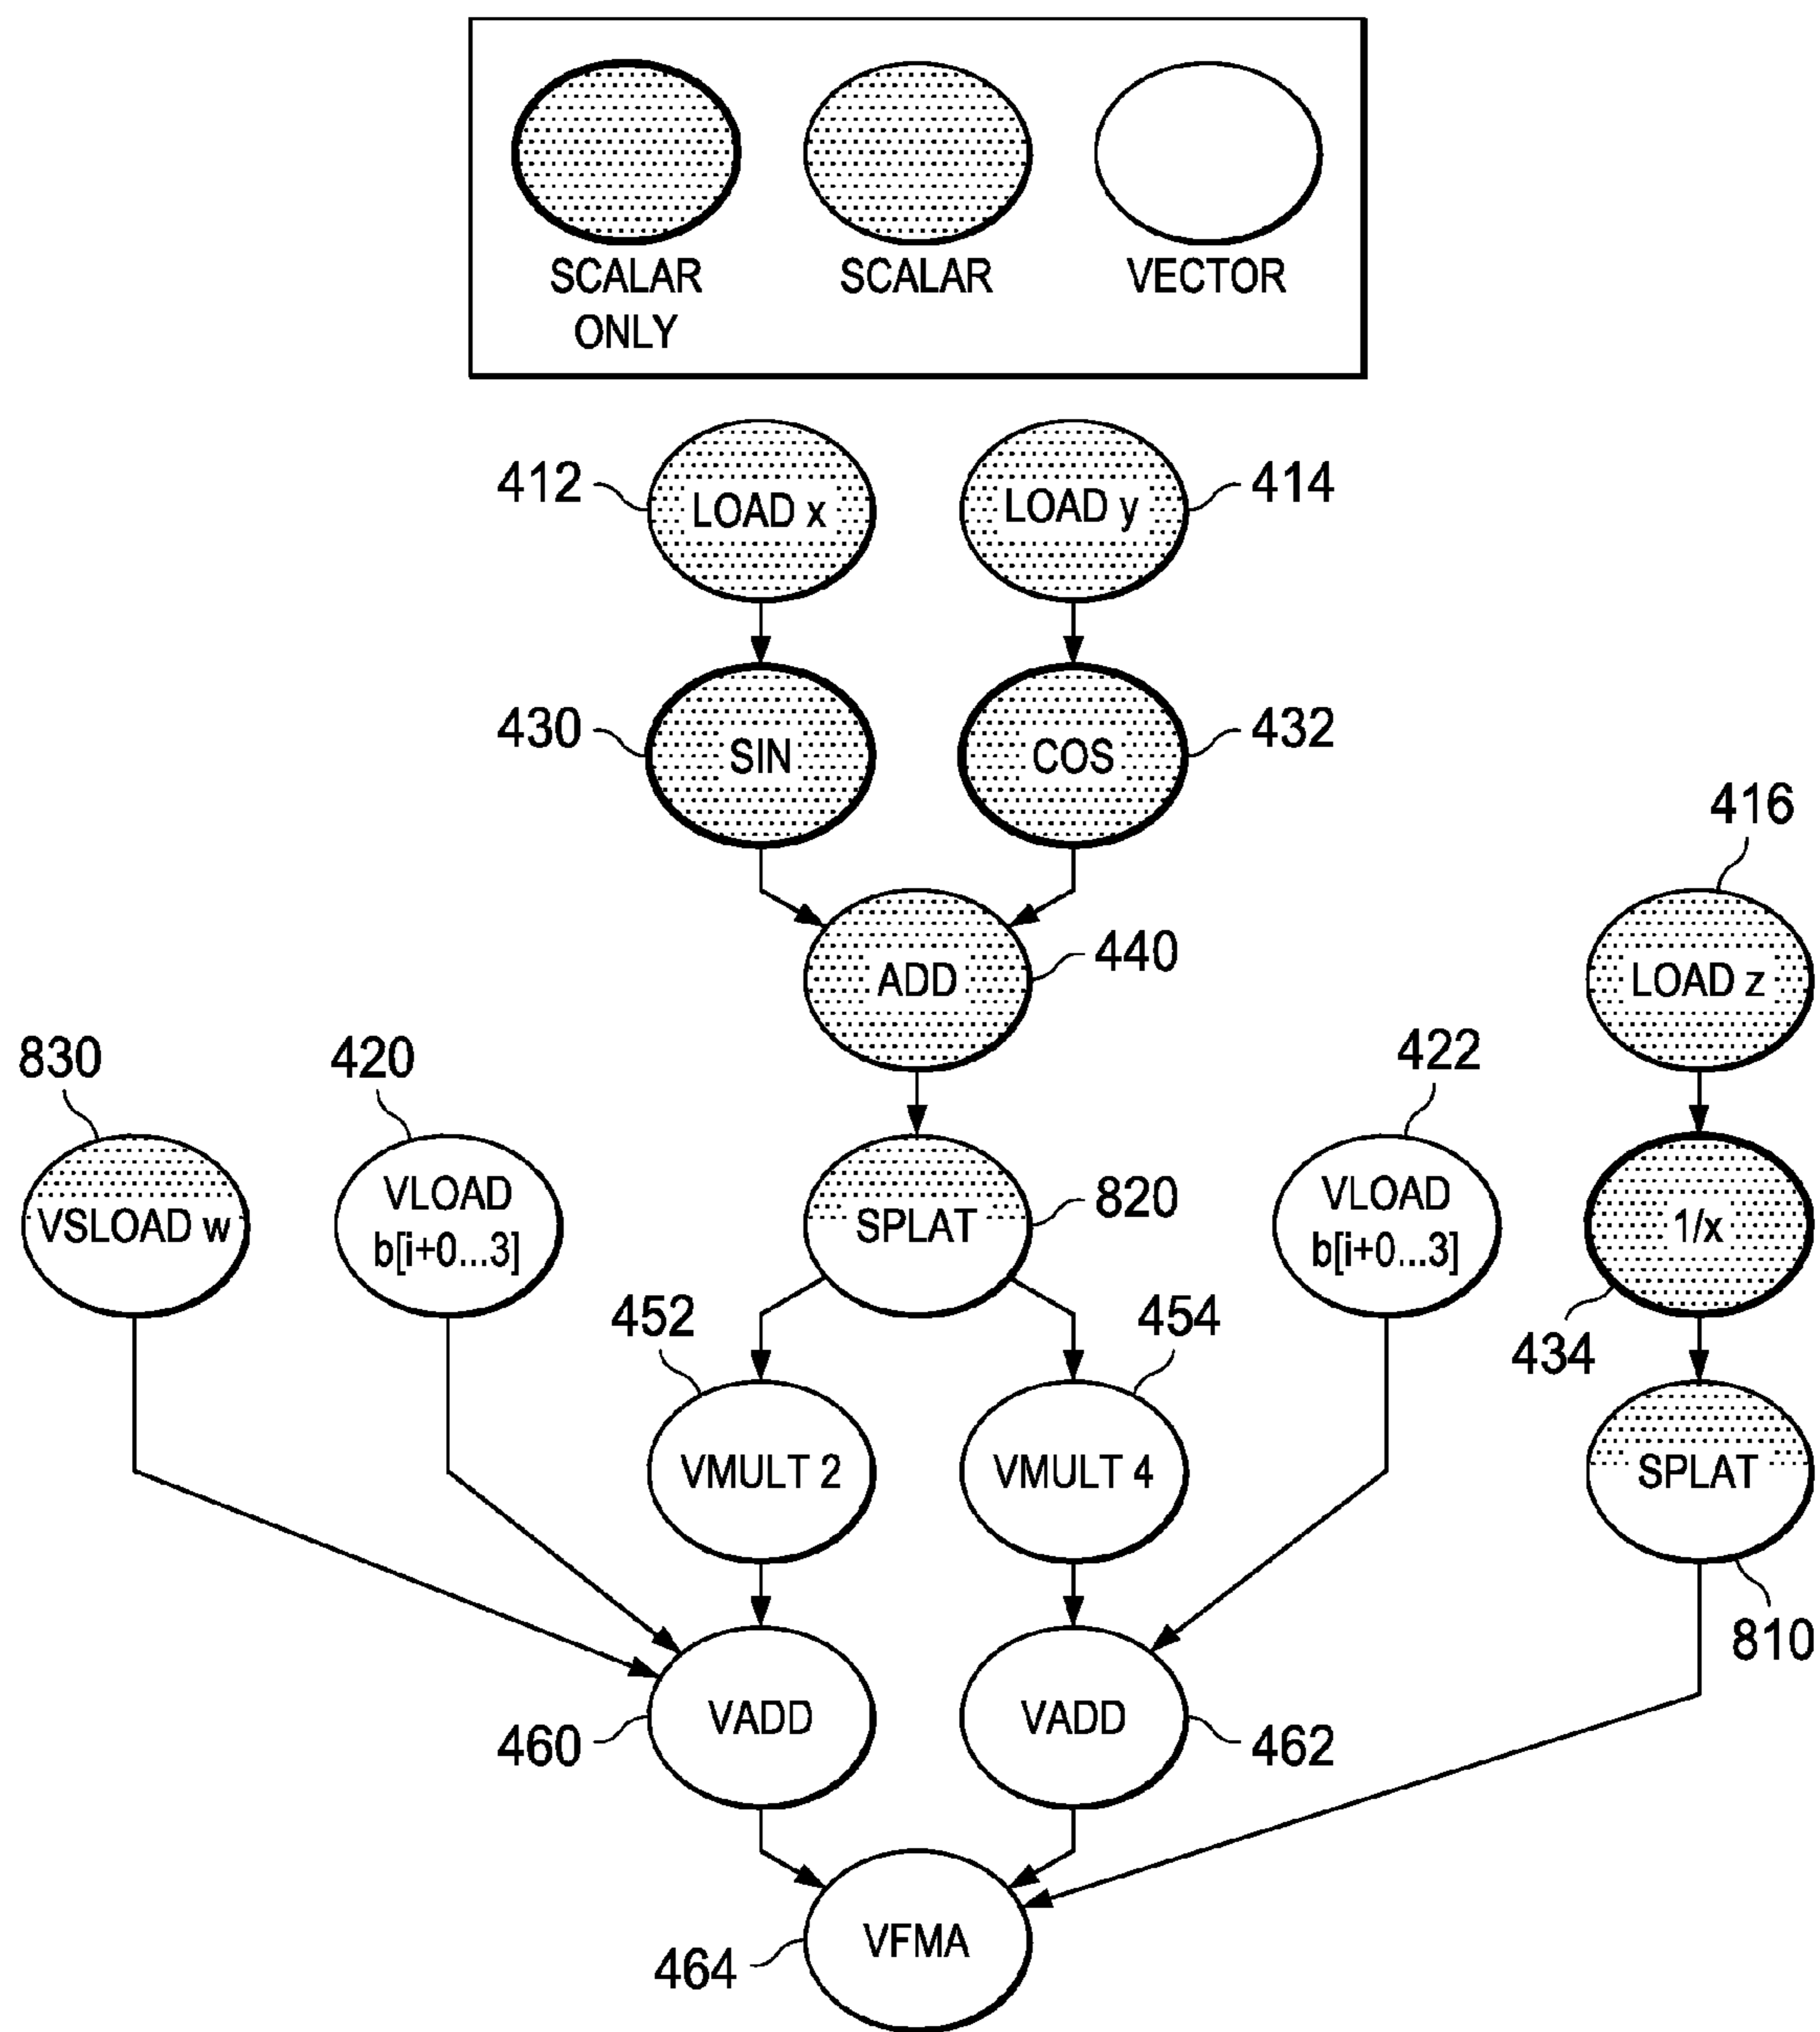 SCALAR
ONLY
SCALAR
VECTOR
412
LOAD x
LOAD y
414
430
SIN
COS
432
416
ADD
440
LOAD z
830
420
422
VSLOAD w
VLOAD
b[i+0...3]
SPLAT
820
VLOAD
b[i+0...3]
1/x
452
454
434
VMULT 2
VMULT 4
SPLAT
810
460
VADD
VADD
462
464
VFMA